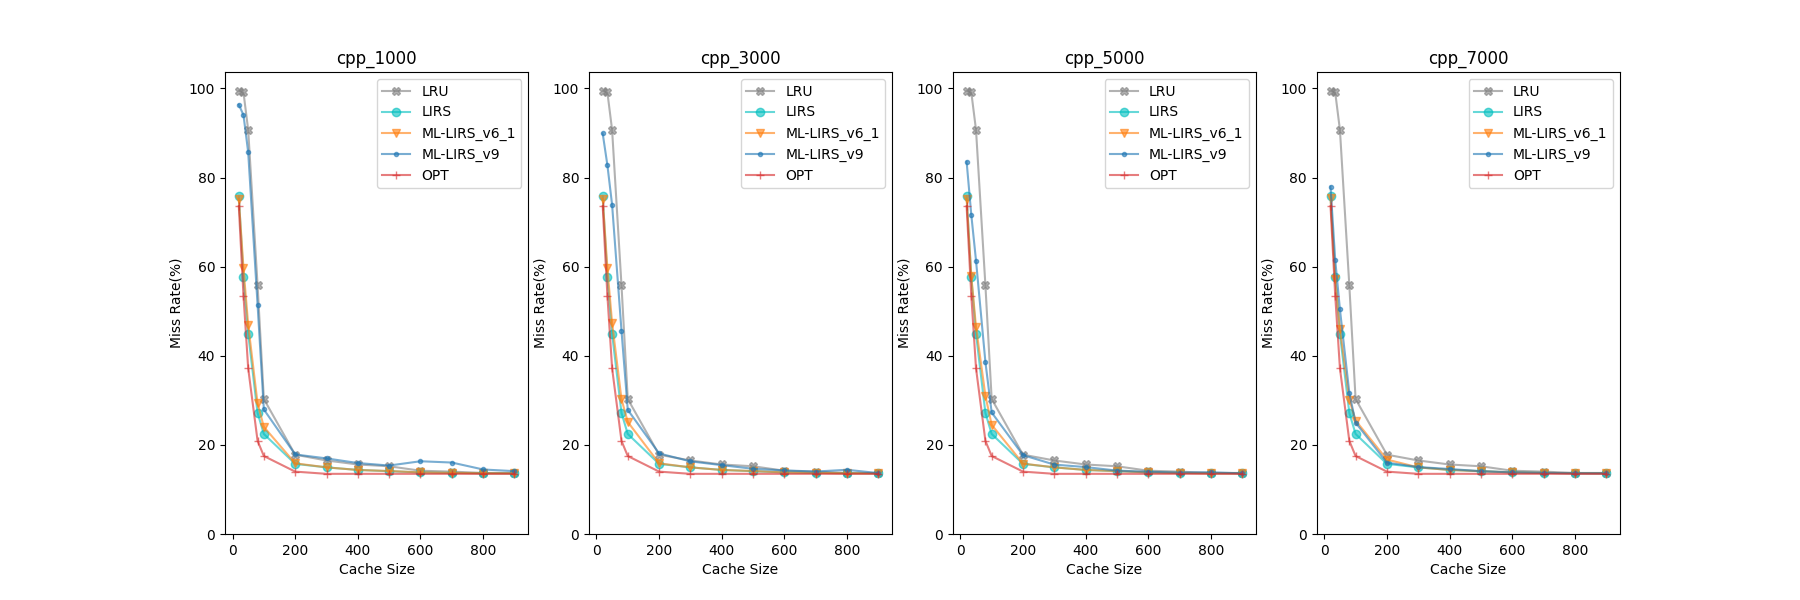 cpp_1000
100
80
60
40
20
0
Miss Rate(%)
0 200 400 600 800
Cache Size
LRU
LIRS
ML-LIRS_v6_1
ML-LIRS_v9
OPT
cpp_3000
100
80
60
40
20
0
Miss Rate(%)
0 200 400 600 800
Cache Size
LRU
LIRS
ML-LIRS_v6_1
ML-LIRS_v9
OPT
cpp_5000
100
80
60
40
20
0
Miss Rate(%)
0 200 400 600 800
Cache Size
LRU
LIRS
ML-LIRS_v6_1
ML-LIRS_v9
OPT
cpp_7000
100
80
60
40
20
0
Miss Rate(%)
0 200 400 600 800
Cache Size
LRU
LIRS
ML-LIRS_v6_1
ML-LIRS_v9
OPT